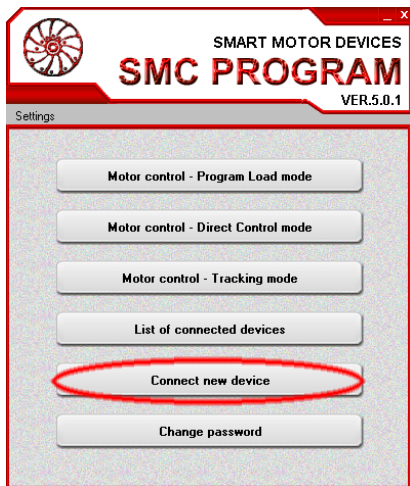 _ x
SMART MOTOR DEVICES
SMC PROGRAM
VER.5.0.1
Settings
Motor control - Program Load mode
Motor control - Direct Control mode
Motor control - Tracking mode
List of connected devices
Connect new device
Change password